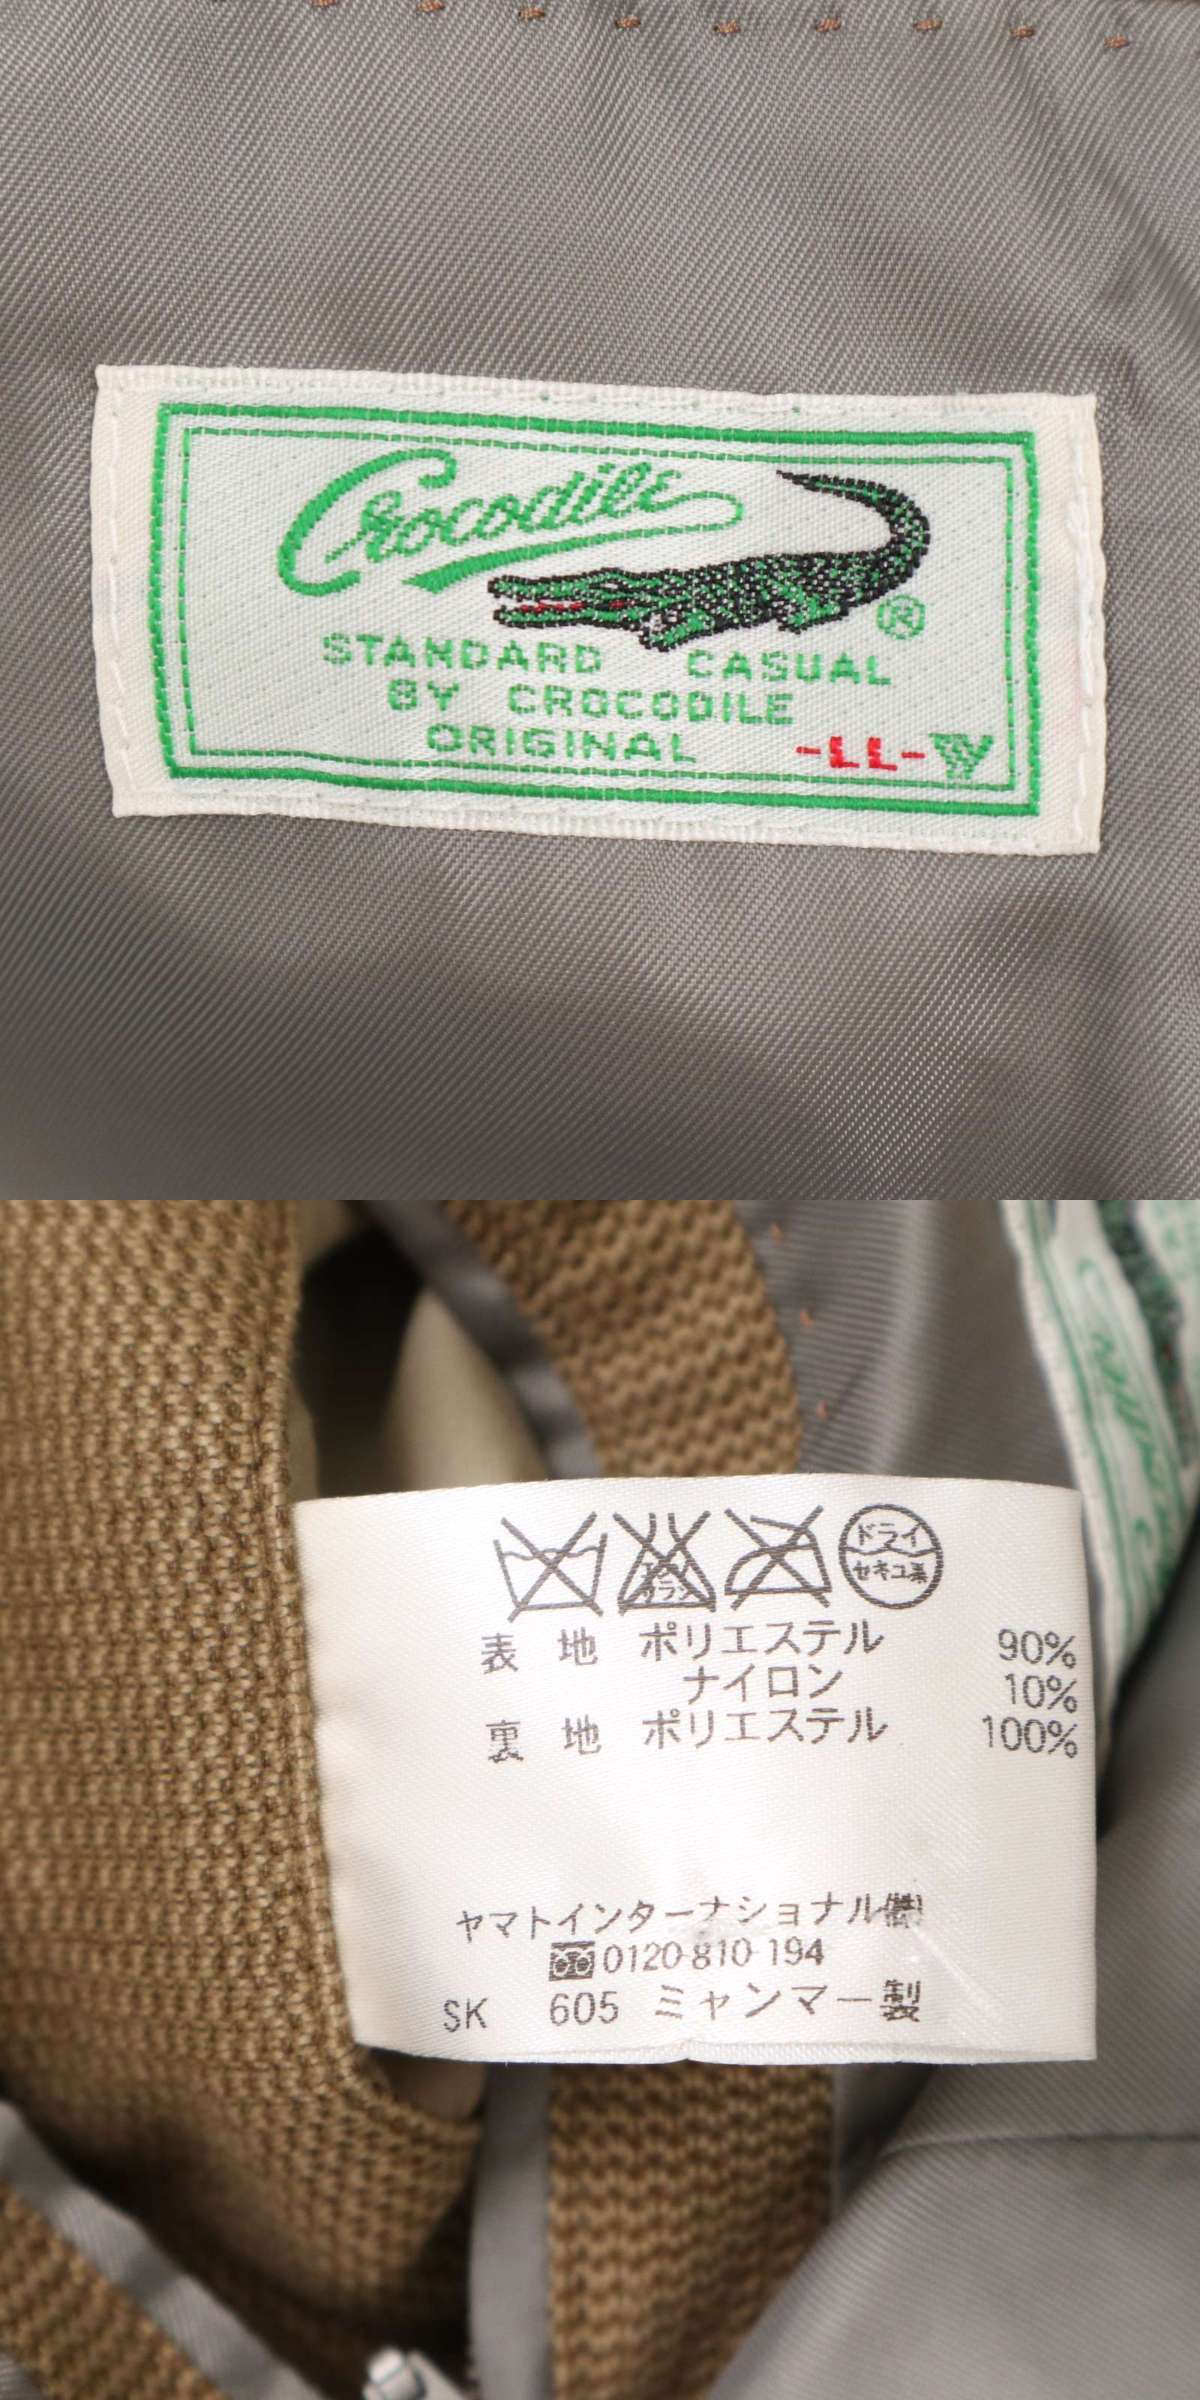 Crocodile
®
STANDARD CASUAL
BY CROCODILE
ORIGINAL -LL-
ドライ
セキユ系
表地 ポリエステル 90%
ナイロン 10%
裏地 ポリエステル 100%
ヤマトインターナショナル㈱
0120-810-194
SK 605 ミャンマー製